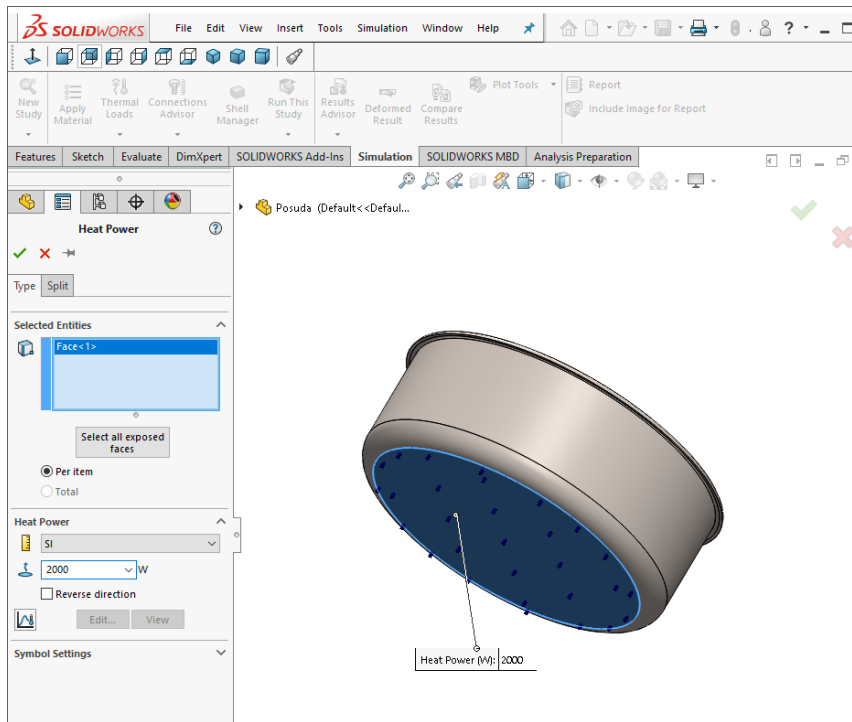 SOLIDWORKS File Edit View Insert Tools Simulation Window Help ?
New Study Apply Material Thermal Loads Connections Advisor Shell Manager Run This Study Results Advisor Deformed Result Compare Results Plot Tools Report
Include Image for Report
Features Sketch Evaluate DimXpert SOLIDWORKS Add-Ins Simulation SOLIDWORKS MBD Analysis Preparation
Posuda (Default<<Defaul...
Heat Power ?
Type Split
Selected Entities
Face<1>
Select all exposed
faces
Per item
Total
Heat Power
SI
2000 W
Reverse direction
Edit... View
Symbol Settings
Heat Power (W): 2000